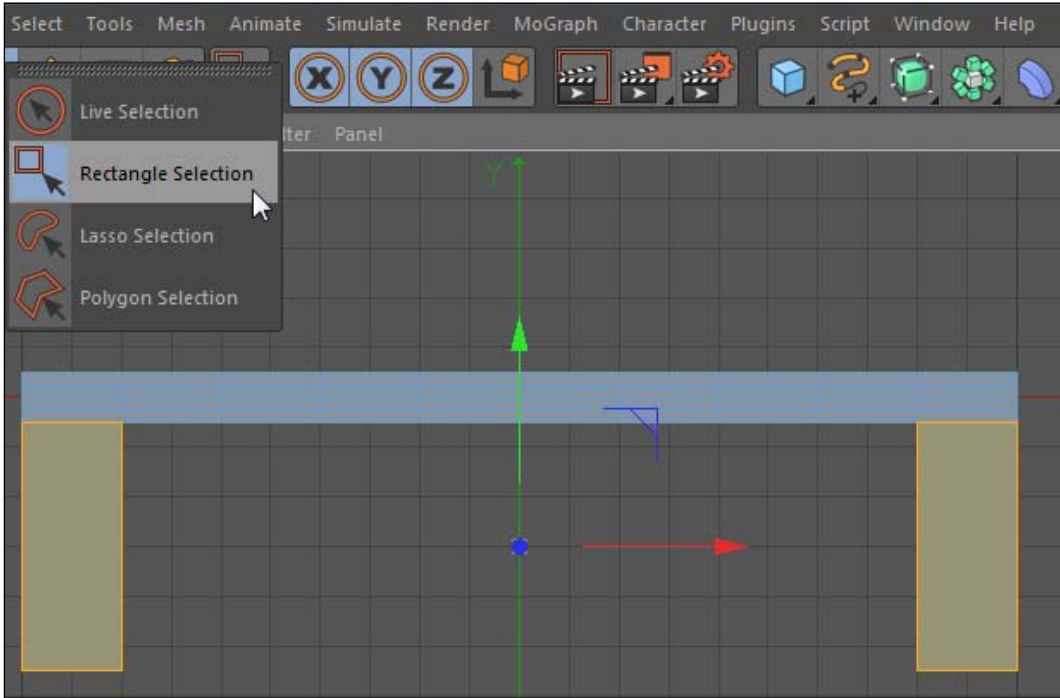 Select Tools Mesh Animate Simulate Render MoGraph Character Plugins Script Window Help
X Y Z
Live Selection
Panel
Rectangle Selection
Y
Lasso Selection
Polygon Selection